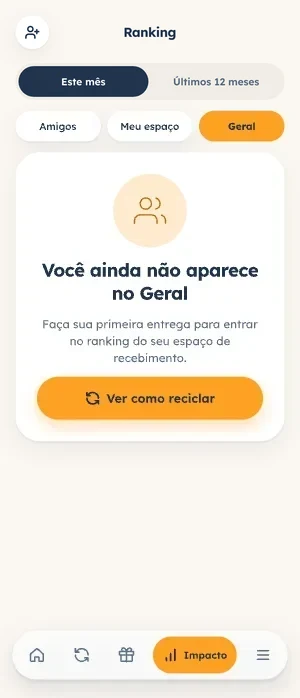 Ranking
Este mês
Últimos 12 meses
Amigos
Meu espaço
Geral
Você ainda não aparece
no Geral
Faça sua primeira entrega para entrar
no ranking do seu espaço de
recebimento.
Ver como reciclar
Impacto